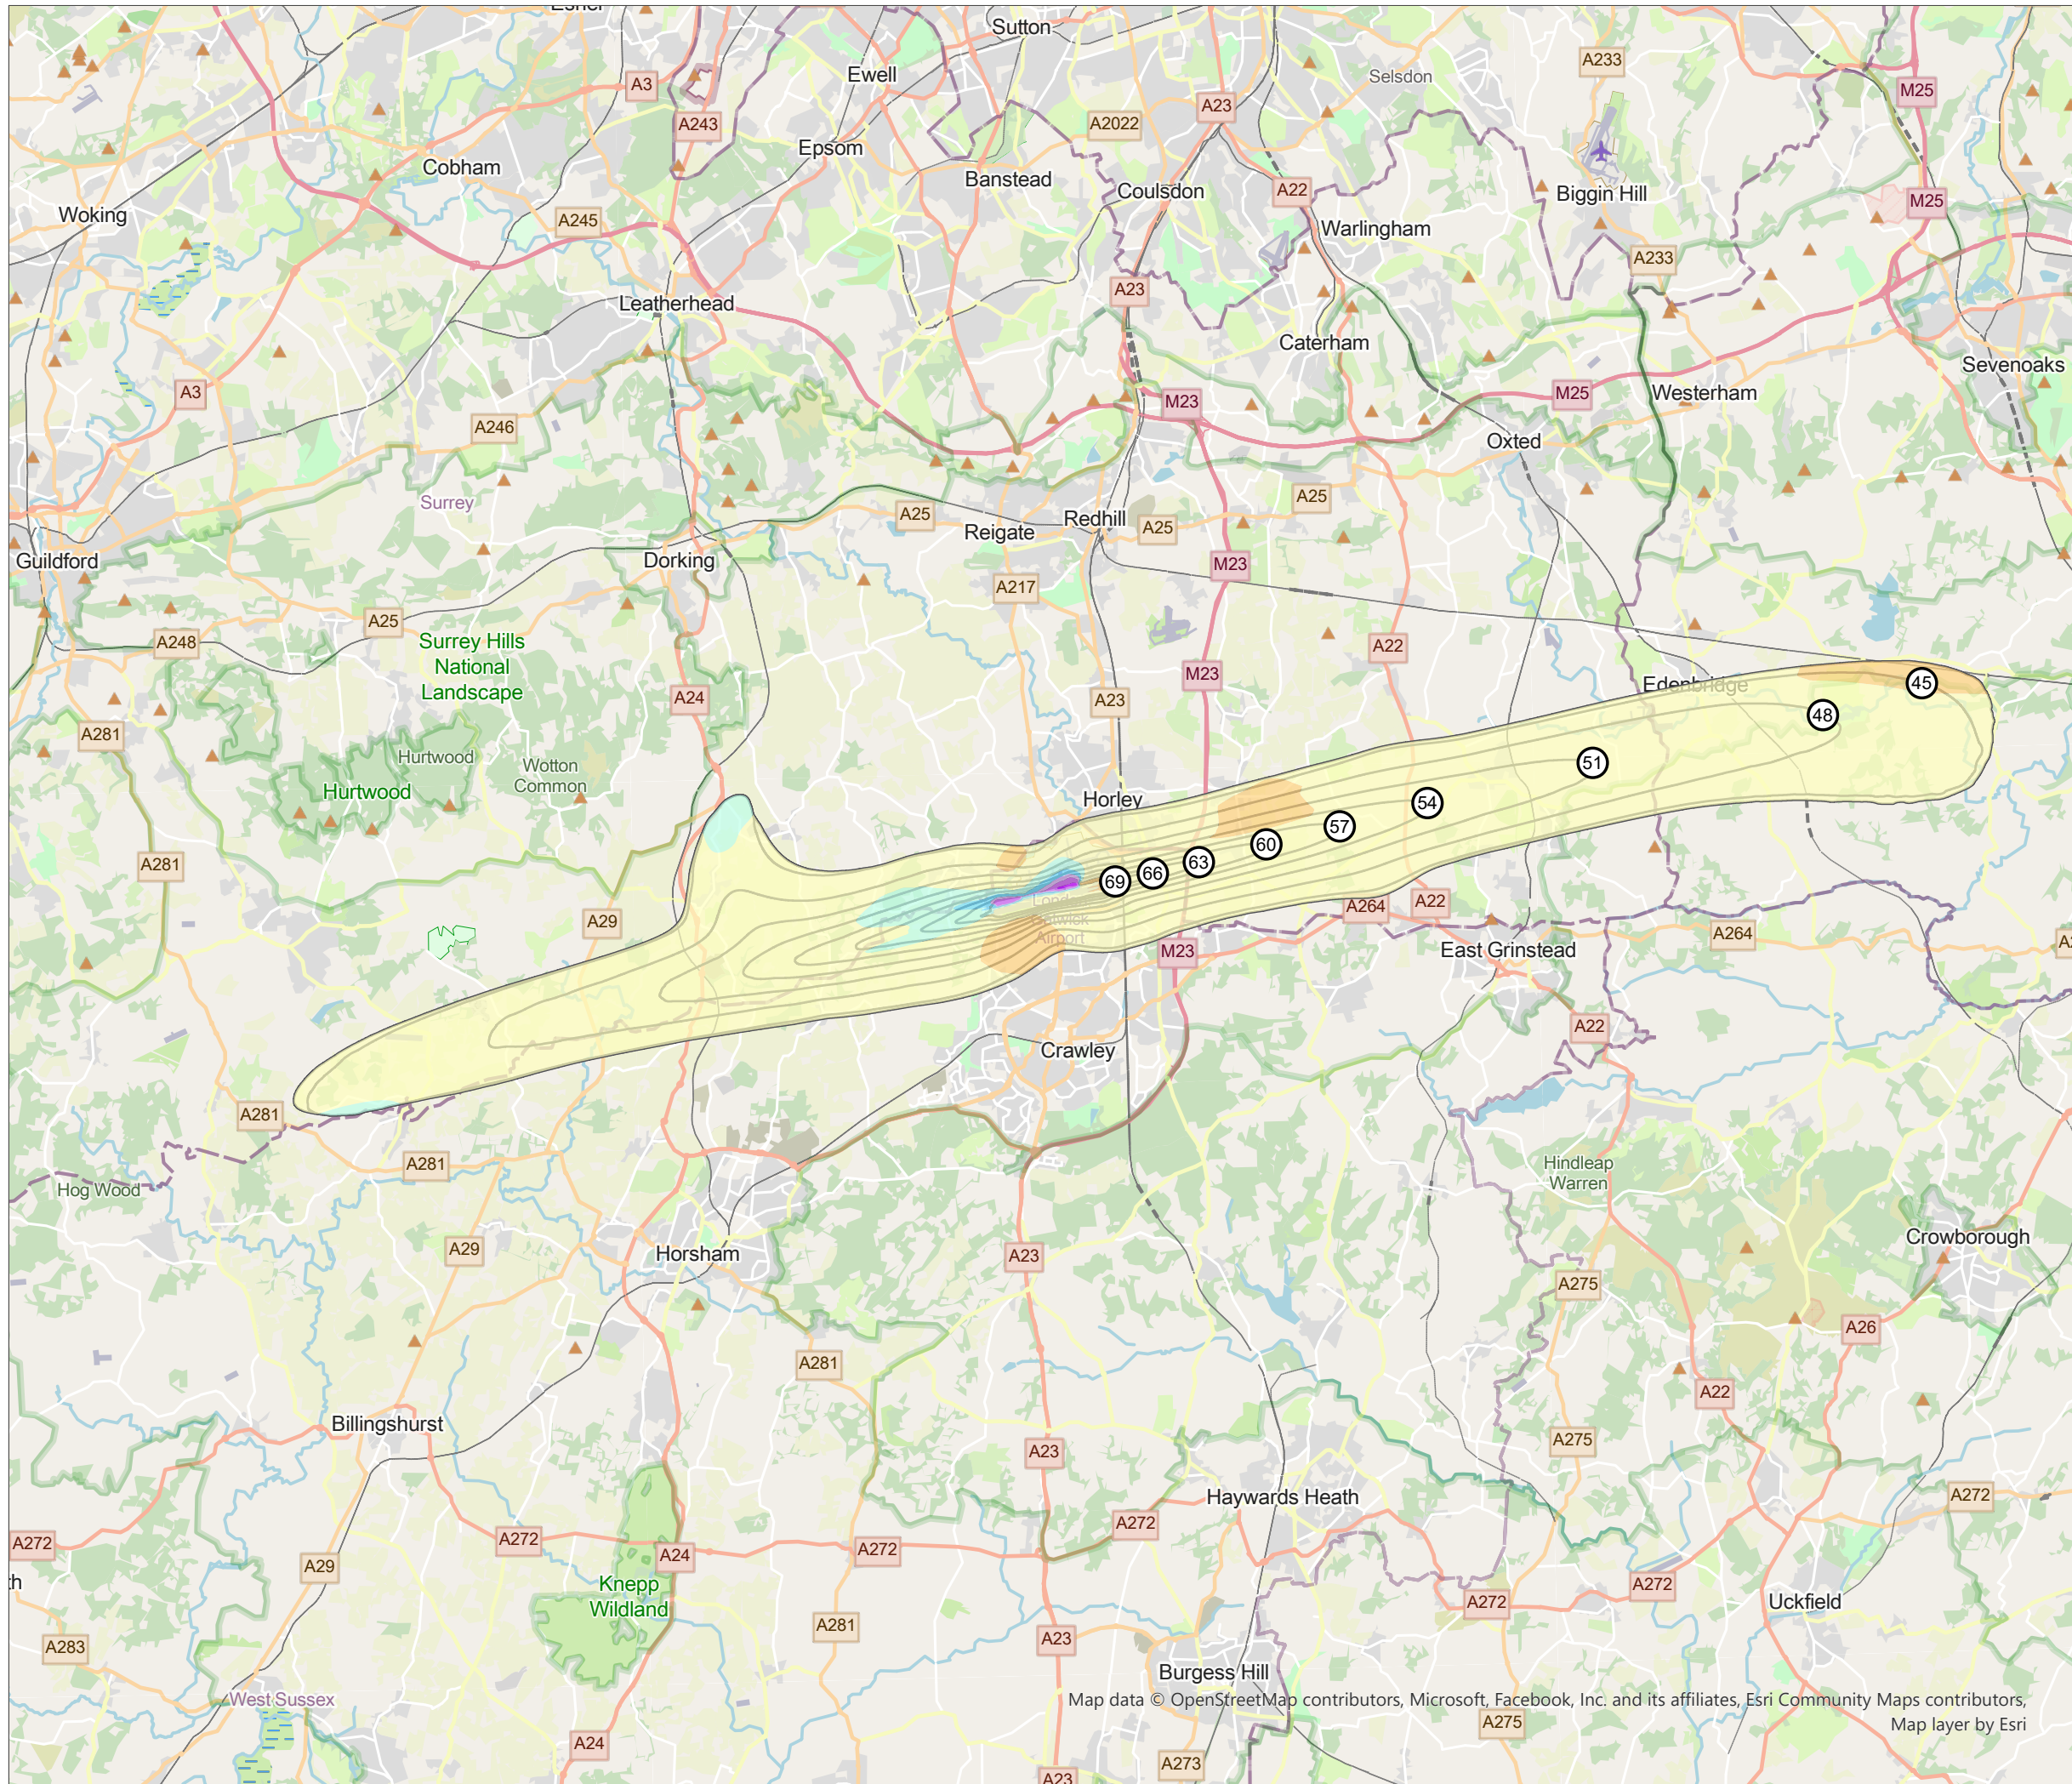 Sutton
A233
Ewell
Selsdon
A3
M25
A23
A243
A2022
Epsom
Cobham
Banstead
Coulsdon
A22
Biggin Hill
M25
Woking
A245
Warlingham
A233
A23
Leatherhead
Caterham
Sevenoaks
A3
M25
Westerham
M23
A246
Oxted
Surrey
A25
A25
Redhill
A25
Reigate
Guildford
Dorking
M23
A217
A25
A248
Surrey Hills
National
Landscape
A22
M23
Edenbridge
45
A24
A23
48
A281
Hurtwood
51
Wotton
Common
Hurtwood
Horley
54
57
60
A281
63
66
69
London
Gatwick
Airport
A264
A22
A29
A264
M23
East Grinstead
A22
Crawley
A281
A281
Hindleap
Warren
Hog Wood
Crowborough
A29
Horsham
A23
A275
A26
A281
A22
Billingshurst
A23
A275
Haywards Heath
A272
A272
A272
A272
A272
A24
A29
th
Knepp
Wildland
A272
A272
Uckfield
A281
A23
A283
Burgess Hill
West Sussex
Map data © OpenStreetMap contributors, Microsoft, Facebook, Inc. and its affiliates, Esri Community Maps contributors,
Map layer by Esri
A275
A24
A273
A23